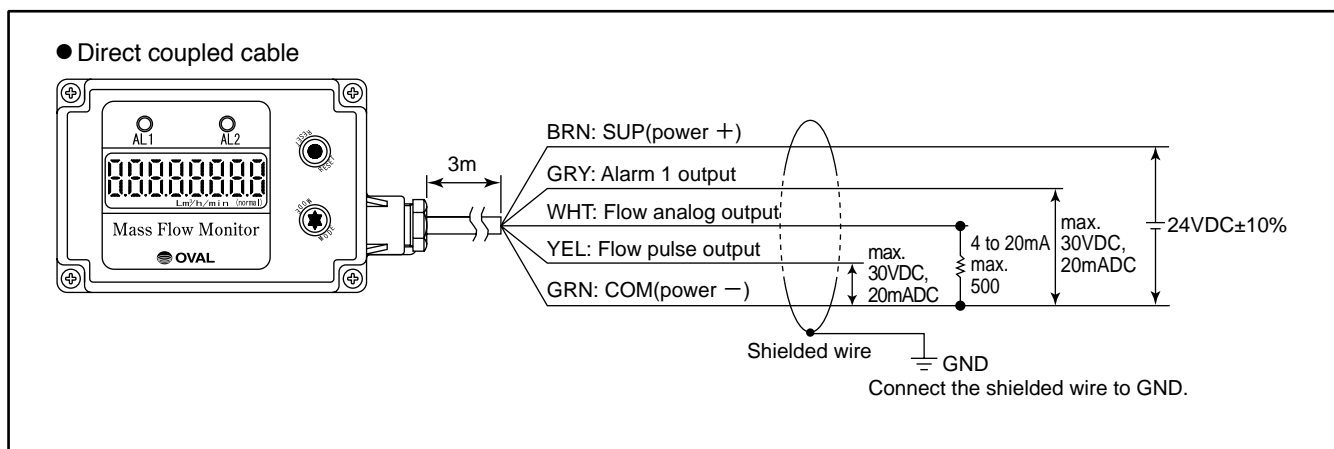 ● Direct coupled cable
AL1
AL2
RESET
RESET
88888888
Lm³/h/min (normal)
MODE
MODE
Mass Flow Monitor
OVAL
3m
BRN: SUP(power +)
GRY: Alarm 1 output
WHT: Flow analog output
YEL: Flow pulse output
GRN: COM(power −)
max.
30VDC,
20mADC
4 to 20mA
max.
500
max.
30VDC,
20mADC
24VDC±10%
Shielded wire
GND
Connect the shielded wire to GND.